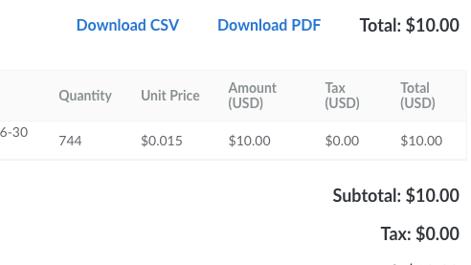 Download CSV Download PDF Total: $10.00
Quantity Unit Price Amount (USD) Tax (USD) Total (USD)
6-30 744 $0.015 $10.00 $0.00 $10.00
Subtotal: $10.00
Tax: $0.00